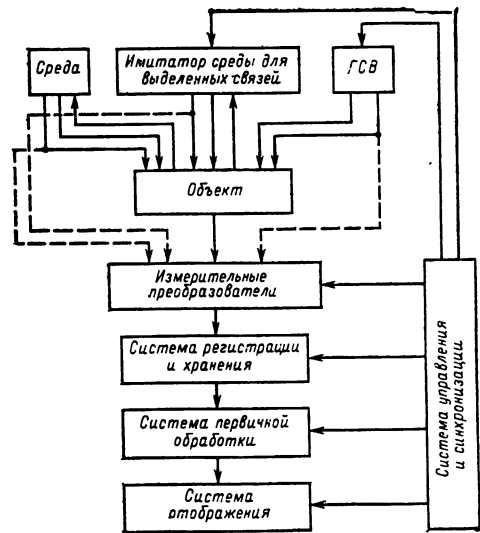 Среда
Имитатор среды для
выделенных связей
ГСВ
Объект
Измерительные
преобразователи
Система регистрации
и хранения
Система первичной
обработки
Система
отображения
Система управления
и синхронизации